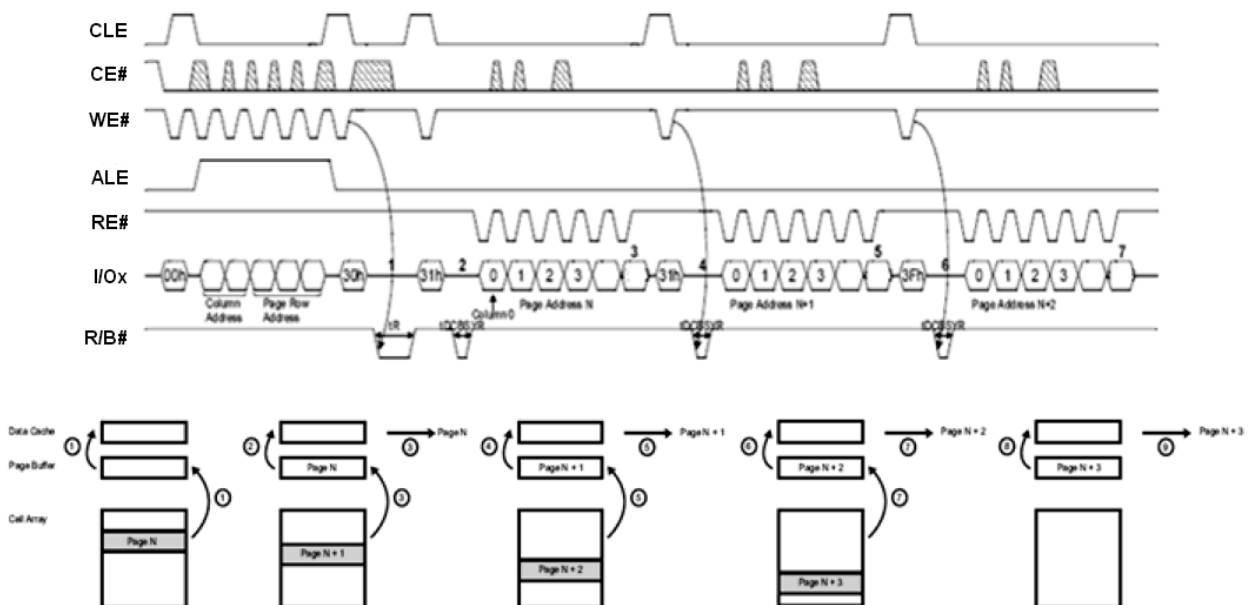 CLE
CE#
WE#
ALE
RE#
I/Ox 00h 30h 1 31h 2 0 1 2 3 3 31h 4 0 1 2 3 5 3Fh 6 0 1 2 3 7
Column Address
Page Row Address
Column 0
Page Address N
Page Address N+1
Page Address N+2
R/B# tR tDCBSYR tDCBSYR tDCBSYR
Data Cache 1 2 3 Page N 4 5 Page N + 1 6 7 Page N + 2 8 9 Page N + 3
Page Buffer Page N Page N + 1 Page N + 2 Page N + 3
1 3 5 7
Cell Array
Page N Page N + 1 Page N + 2 Page N + 3